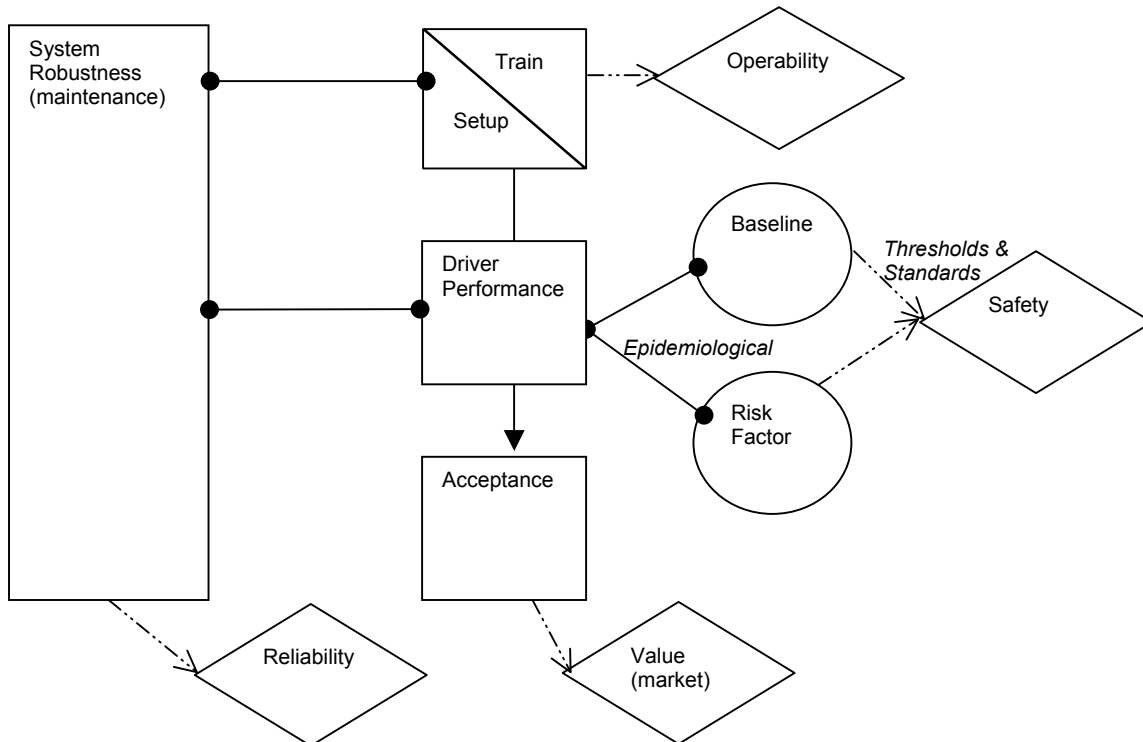 System
Robustness
(maintenance)
Train
Setup
Operability
Driver
Performance
Baseline
Thresholds &
Standards
Safety
Epidemiological
Risk
Factor
Acceptance
Reliability
Value
(market)